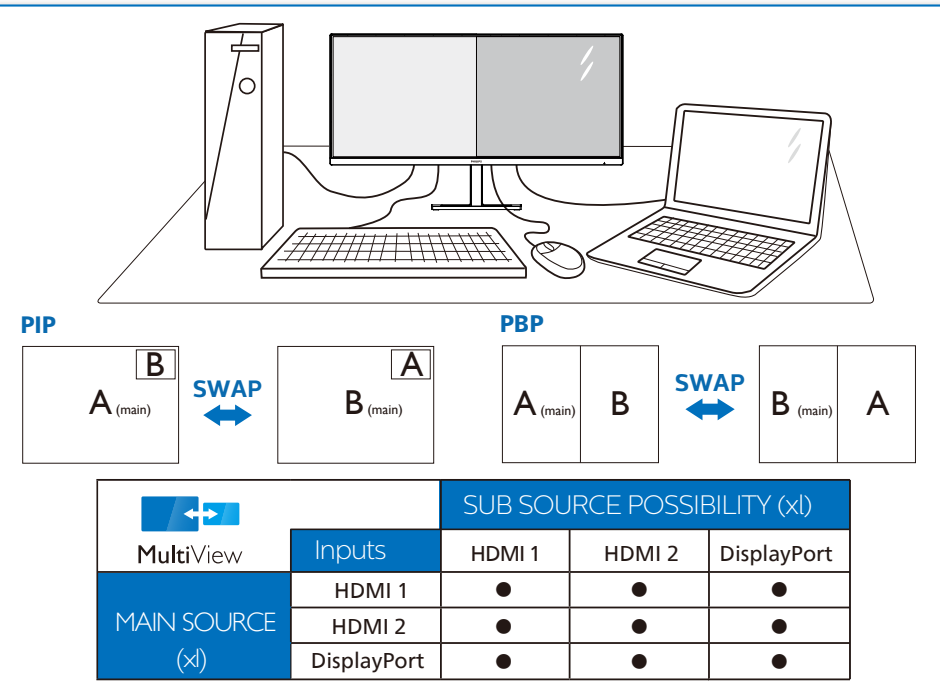 PIP
PBP
B
A (main)
SWAP
A
B (main)
A (main)
B
SWAP
B (main)
A
MultiView
SUB SOURCE POSSIBILITY (xl)
Inputs
HDMI 1
HDMI 2
DisplayPort
MAIN SOURCE
(xl)
HDMI 1
●
●
●
HDMI 2
●
●
●
DisplayPort
●
●
●